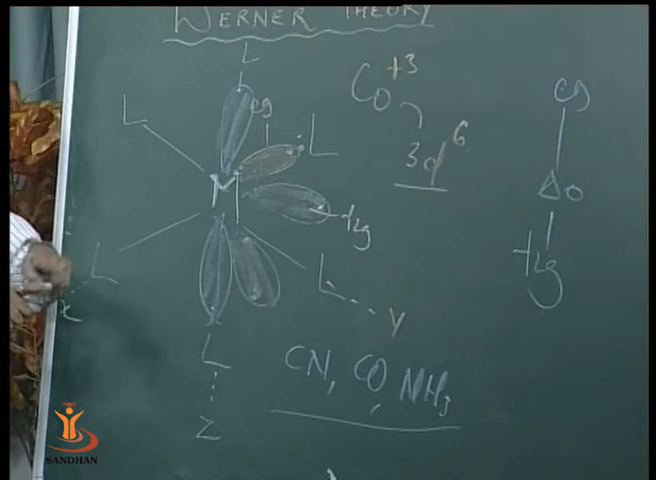 WERNER THEORY
L
L
eg
L
Co+3
3d6
eg
Δo
t2g
M
t2g
L
x
L
y
L
z
CN, CO, NH3
SANDHAN